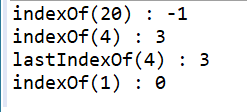 indexOf(20) : -1
indexOf(4) : 3
lastIndexOf(4) : 3
indexOf(1) : 0